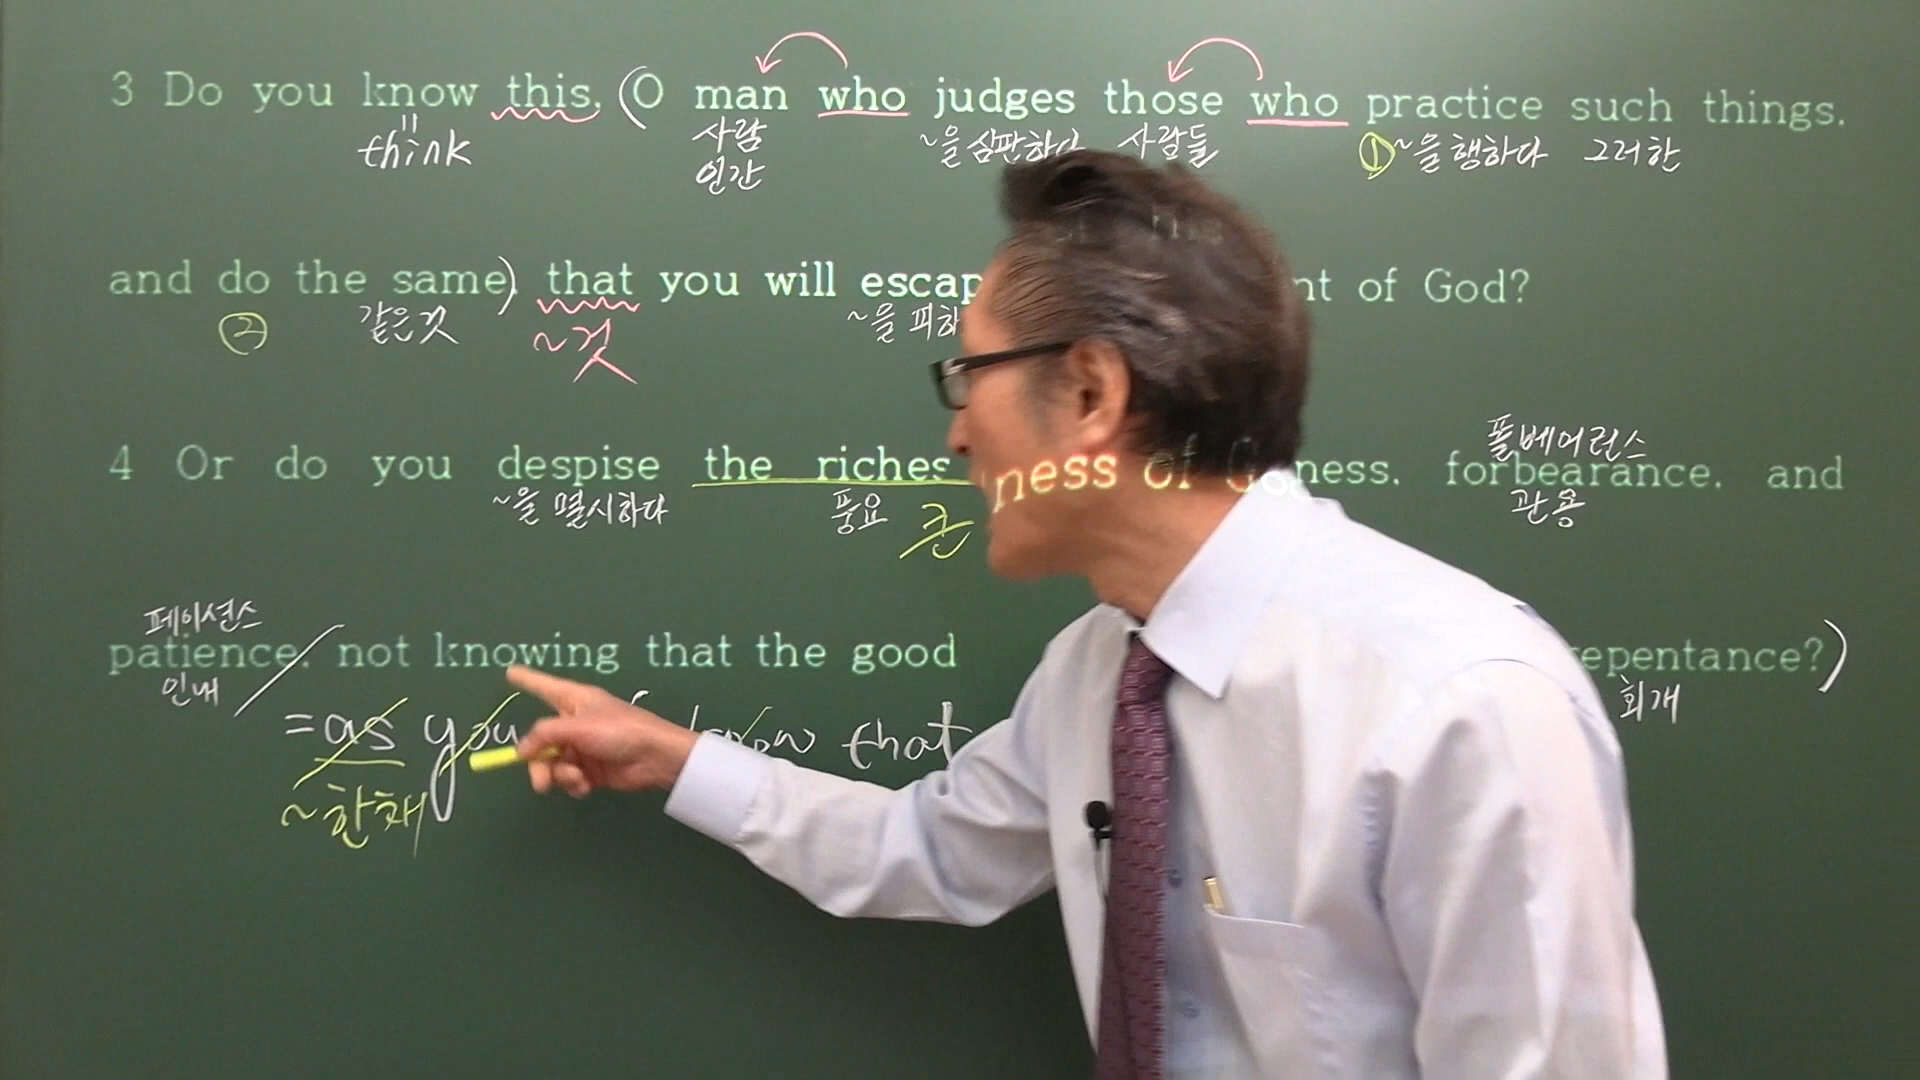 3 Do you know this, (O man who judges those who practice such things,
=
think 사람 ~을 심판하다 사람들 ① ~을 행하다 그러한
인간
and do the same) that you will escap nt of God?
② 같은것 ~것 ~을 피하
풀베어런스
4 Or do you despise the riches ness of ness, forbearance, and
~을 멸시하다 풍요 관용
페이션스
patience, not knowing that the good epentance?)
인내 회개
=as you know that
~한채